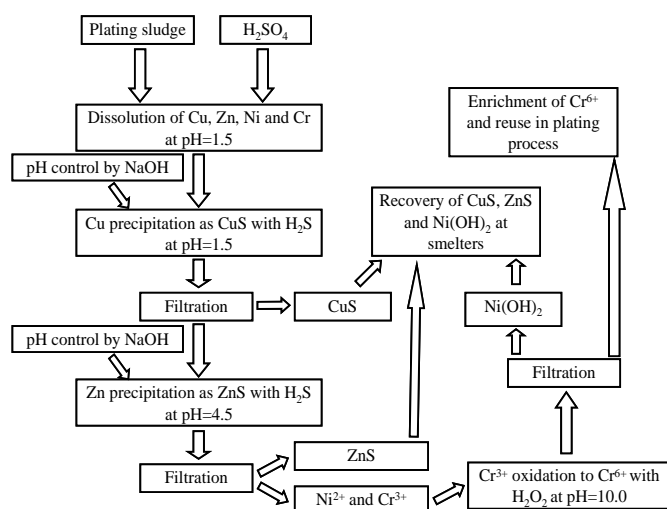 Plating sludge
H₂SO₄
Dissolution of Cu, Zn, Ni and Cr
at pH=1.5
pH control by NaOH
Cu precipitation as CuS with H₂S
at pH=1.5
Filtration
CuS
pH control by NaOH
Zn precipitation as ZnS with H₂S
at pH=4.5
Filtration
ZnS
Ni²⁺ and Cr³⁺
Cr³⁺ oxidation to Cr⁶⁺ with
H₂O₂ at pH=10.0
Filtration
Ni(OH)₂
Recovery of CuS, ZnS
and Ni(OH)₂ at
smelters
Enrichment of Cr⁶⁺
and reuse in plating
process